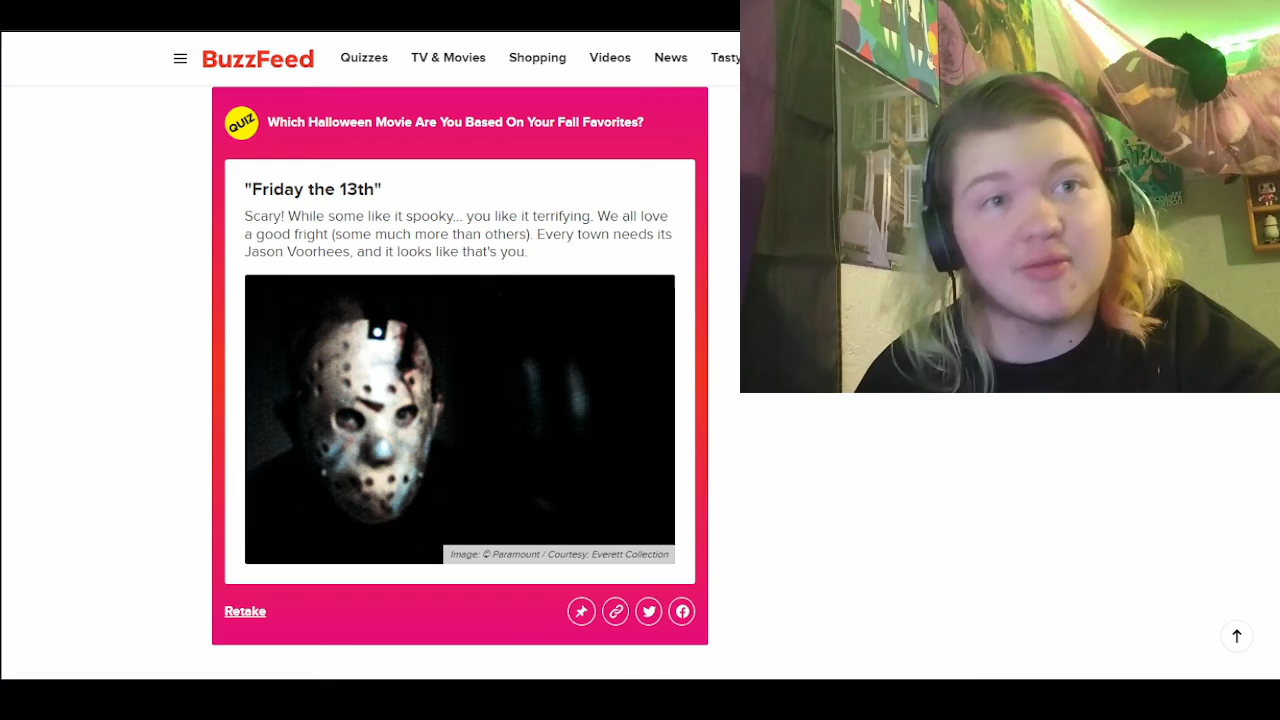 BuzzFeed
Quizzes
TV & Movies
Shopping
Videos
News
Tasty
QUIZ
Which Halloween Movie Are You Based On Your Fall Favorites?
"Friday the 13th"
Scary! While some like it spooky... you like it terrifying. We all love
a good fright (some much more than others). Every town needs its
Jason Voorhees, and it looks like that's you.
Image: © Paramount / Courtesy: Everett Collection
Retake